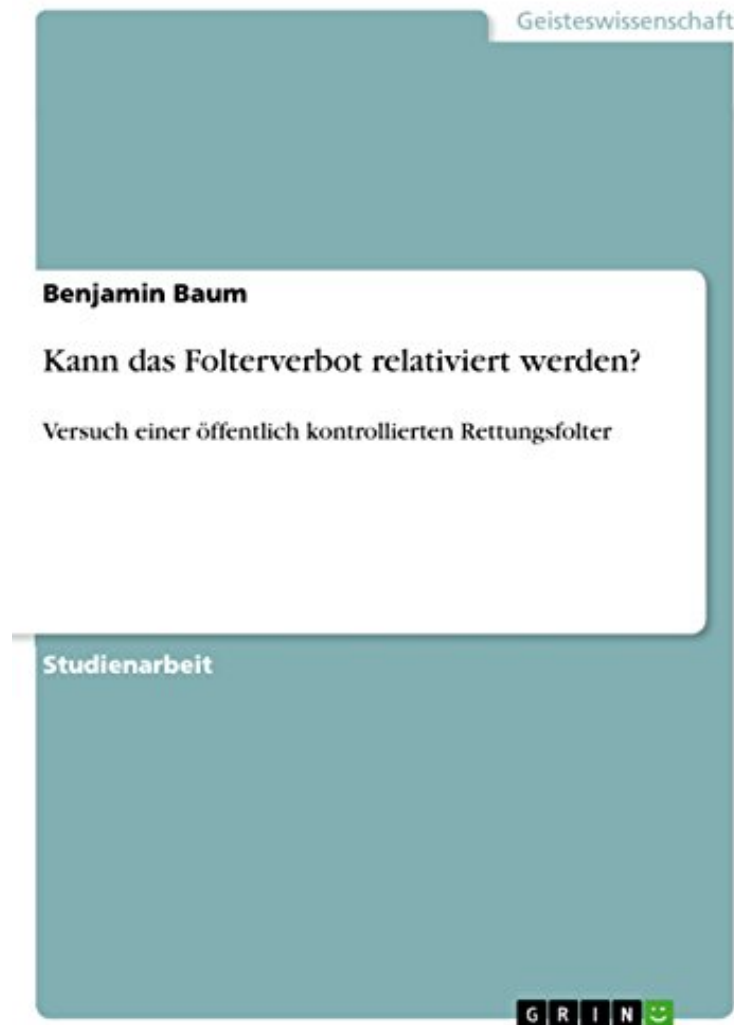 Geisteswissenschaft
Benjamin Baum
Kann das Folterverbot relativiert werden?
Versuch einer öffentlich kontrollierten Rettungsfolter
Studienarbeit
GRIN